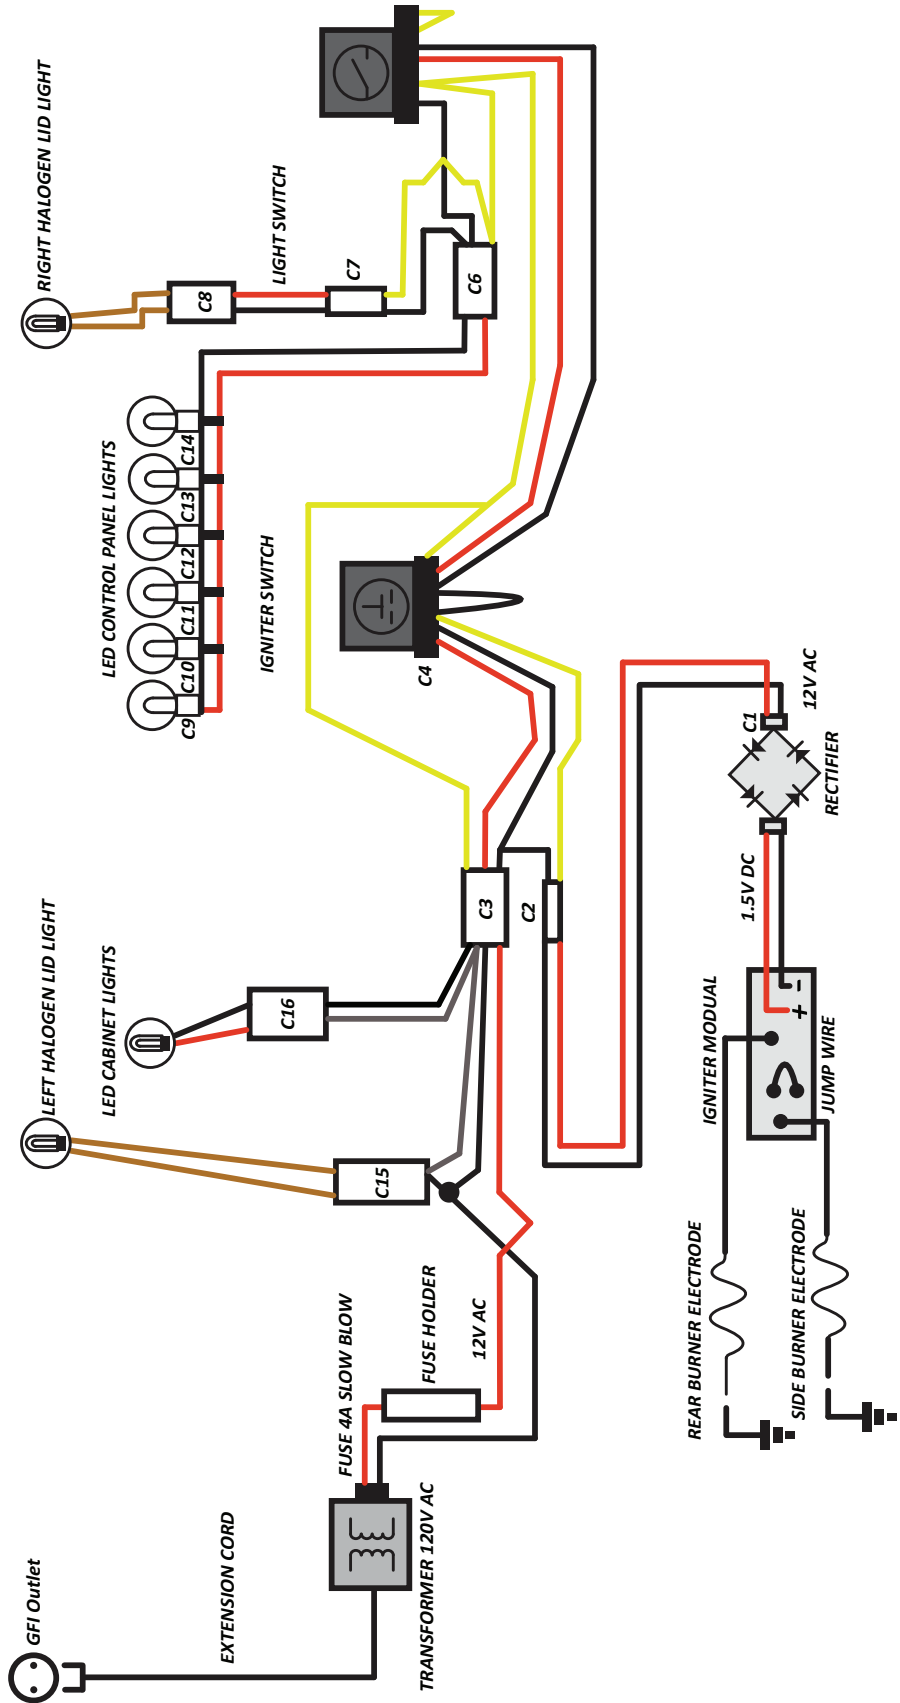 GFI Outlet
EXTENSION CORD
TRANSFORMER 120V AC
FUSE 4A SLOW BLOW
FUSE HOLDER
12V AC
LEFT HALOGEN LID LIGHT
LED CABINET LIGHTS
C15
C16
C3
C2
REAR BURNER ELECTRODE
SIDE BURNER ELECTRODE
IGNITER MODUAL
JUMP WIRE
+ -
1.5V DC
RECTIFIER
C1
12V AC
C4
IGNITER SWITCH
LED CONTROL PANEL LIGHTS
C9
C10
C11
C12
C13
C14
RIGHT HALOGEN LID LIGHT
C8
LIGHT SWITCH
C7
C6